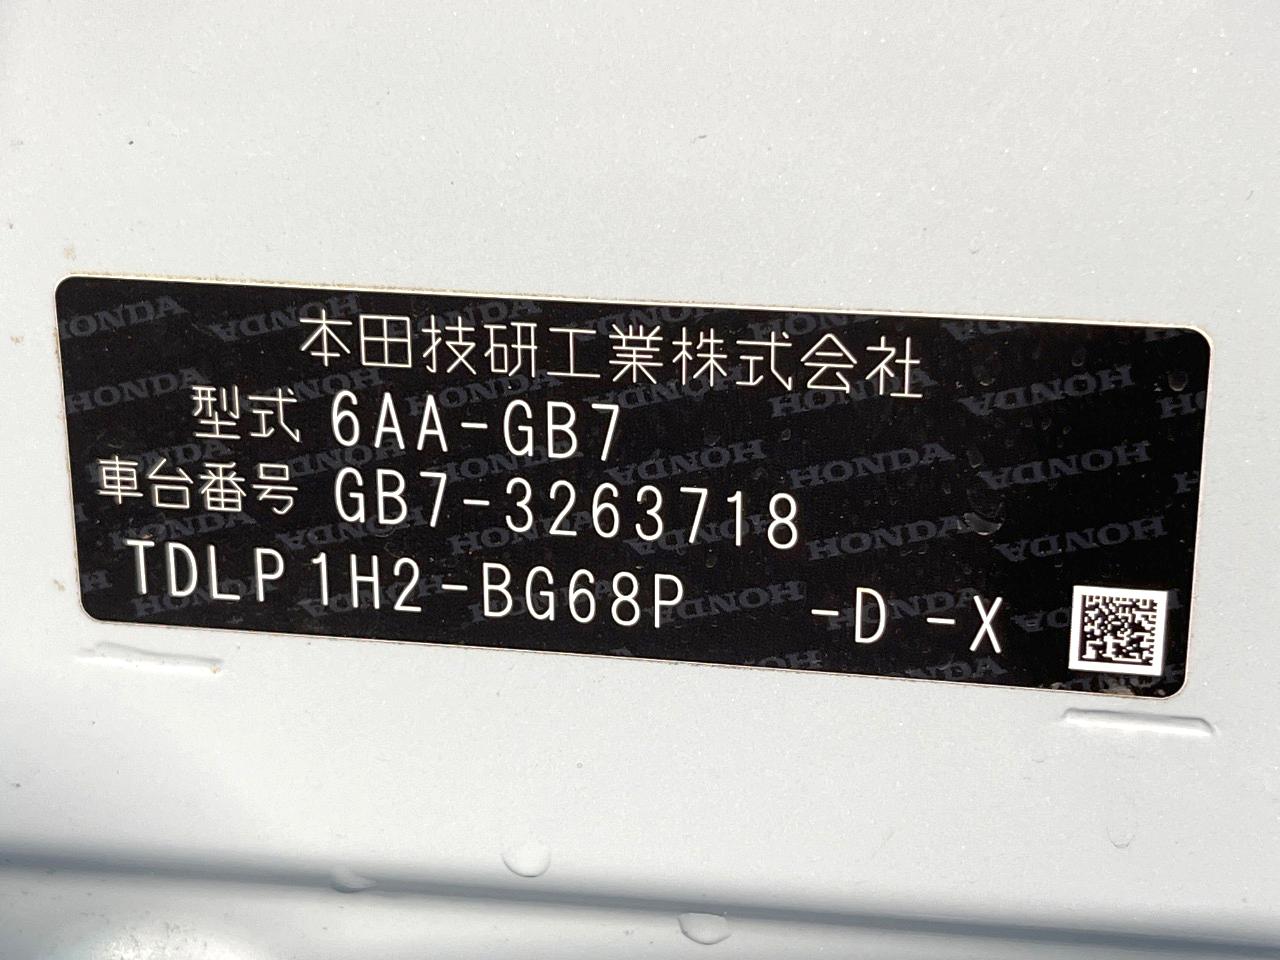 本田技研工業株式会社
型式 6AA-GB7
車台番号 GB7-3263718
TDLP1H2-BG68P -D -X